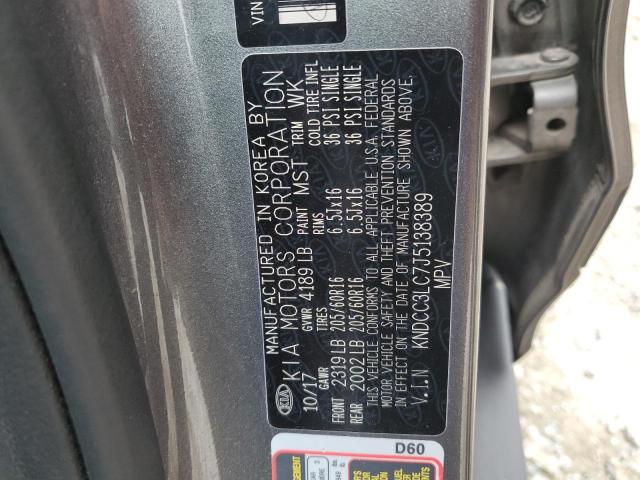 VIN
MANUFACTURED IN KOREA BY
KIA KIA MOTORS CORPORATION
10/17 GVWR 4189 LB PAINT MST TRIM WK
GAWR TIRES RIMS COLD TIRE INFL
FRONT 2319 LB 205/60R16 6.5Jx16 36 PSI SINGLE
REAR 2002 LB 205/60R16 6.5Jx16 36 PSI SINGLE
THIS VEHICLE CONFORMS TO ALL APPLICABLE U.S.A. FEDERAL
MOTOR VEHICLE SAFETY AND THEFT PREVENTION STANDARDS
IN EFFECT ON THE DATE OF MANUFACTURE SHOWN ABOVE.
V.I.N KNDCC3LC7J5138389
MPV
D60